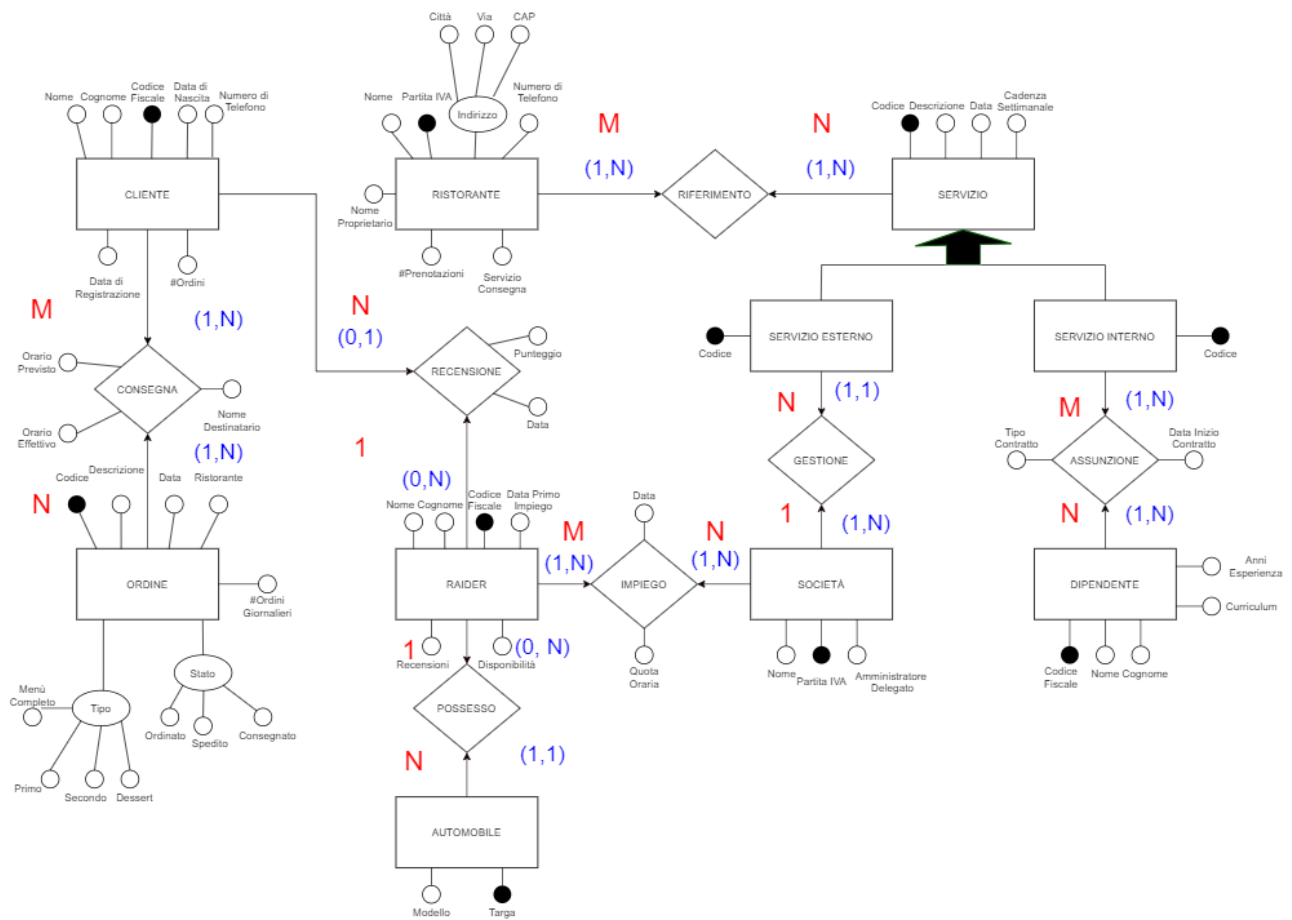 Città Via CAP
Nome Cognome Codice Fiscale Data di Nascita Numero di Telefono
Nome Partita IVA Indirizzo Numero di Telefono
Codice Descrizione Data Cadenza Settimanale
M N
(1,N) (1,N)
CLIENTE RISTORANTE RIFERIMENTO SERVIZIO
Nome Proprietario
Data di Registrazione #Ordini
#Prenotazioni Servizio Consegna
M (1,N)
N
(0,1)
SERVIZIO ESTERNO SERVIZIO INTERNO
Codice Codice
Orario Previsto
CONSEGNA
Nome Destinatario
Orario Effettivo
RECENSIONE
Punteggio
Data
N (1,1)
M (1,N)
Tipo Contratto
ASSUNZIONE
Data Inizio Contratto
GESTIONE
1
(0,N)
(1,N)
N
Codice Descrizione Data Ristorante
Nome Cognome Codice Fiscale Data Primo Impiego
Data
1 (1,N)
N (1,N)
M N
(1,N) (1,N)
ORDINE
#Ordini Giornalieri
RAIDER IMPIEGO SOCIETÀ DIPENDENTE
Anni Esperienza
Curriculum
1 (0, N)
Recensioni Disponibilità
Quota Oraria
Nome Partita IVA Amministratore Delegato
Codice Fiscale Nome Cognome
Stato
Ordinato Spedito Consegnato
Menù Completo
Tipo
Primo Secondo Dessert
POSSESSO
N (1,1)
AUTOMOBILE
Modello Targa